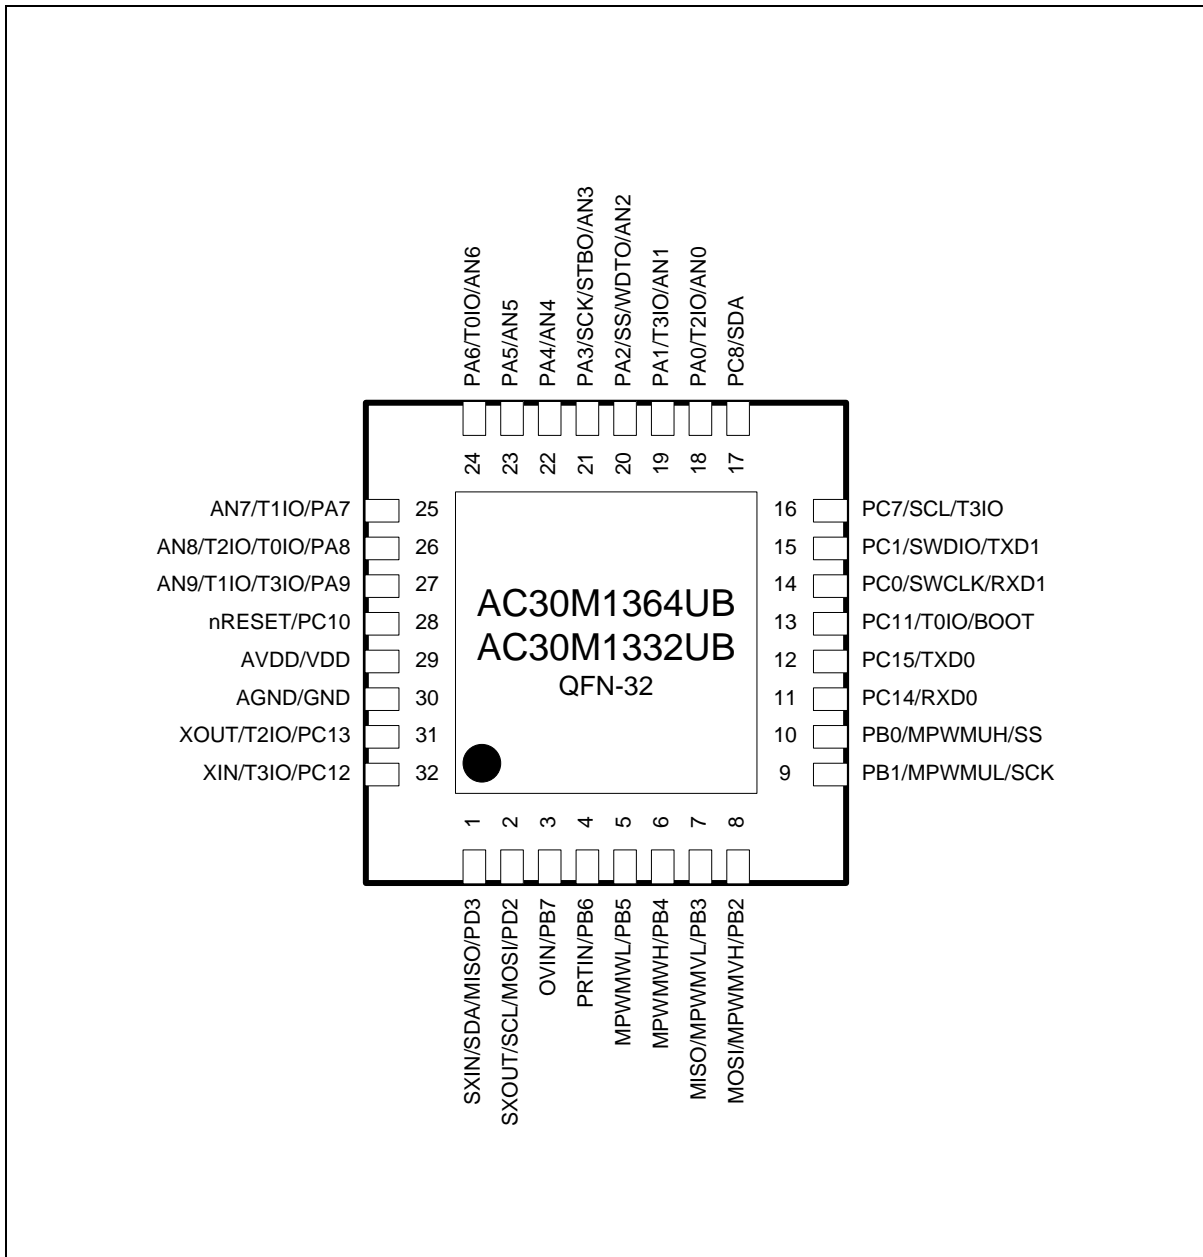 PA6/T0IO/AN6
PA5/AN5
PA4/AN4
PA3/SCK/STBO/AN3
PA2/SS/WDTO/AN2
PA1/T3IO/AN1
PA0/T2IO/AN0
PC8/SDA
24
23
22
21
20
19
18
17
AN7/T1IO/PA7
25
AN8/T2IO/T0IO/PA8
26
AN9/T1IO/T3IO/PA9
27
nRESET/PC10
28
AVDD/VDD
29
AGND/GND
30
XOUT/T2IO/PC13
31
XIN/T3IO/PC12
32
AC30M1364UB
AC30M1332UB
QFN-32
16
PC7/SCL/T3IO
15
PC1/SWDIO/TXD1
14
PC0/SWCLK/RXD1
13
PC11/T0IO/BOOT
12
PC15/TXD0
11
PC14/RXD0
10
PB0/MPWMUH/SS
9
PB1/MPWMUL/SCK
1
2
3
4
5
6
7
8
SXIN/SDA/MISO/PD3
SXOUT/SCL/MOSI/PD2
OVIN/PB7
PRTIN/PB6
MPWMWL/PB5
MPWMWH/PB4
MISO/MPWMVL/PB3
MOSI/MPWMVH/PB2